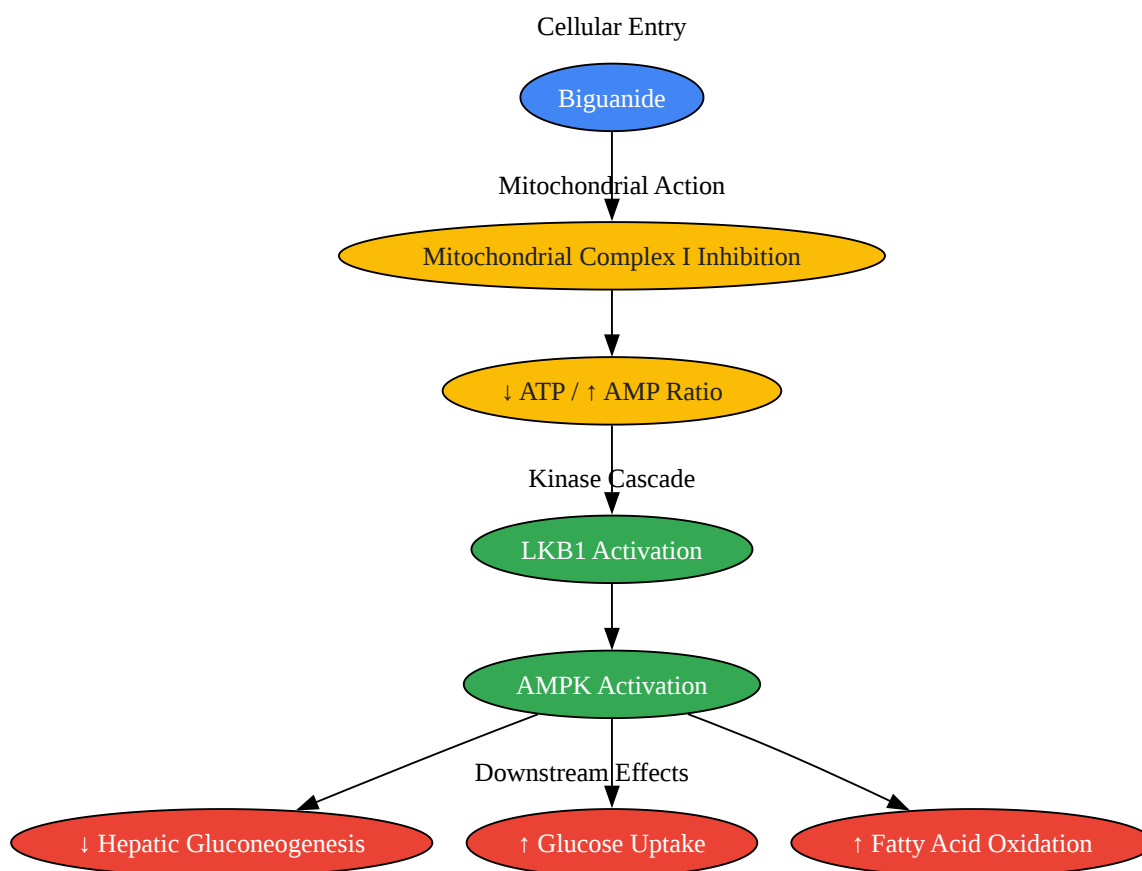 Cellular Entry
Biguanide
Mitochondrial Action
Mitochondrial Complex I Inhibition
↓ ATP / ↑ AMP Ratio
Kinase Cascade
LKB1 Activation
AMPK Activation
Downstream Effects
↓ Hepatic Gluconeogenesis
↑ Glucose Uptake
↑ Fatty Acid Oxidation